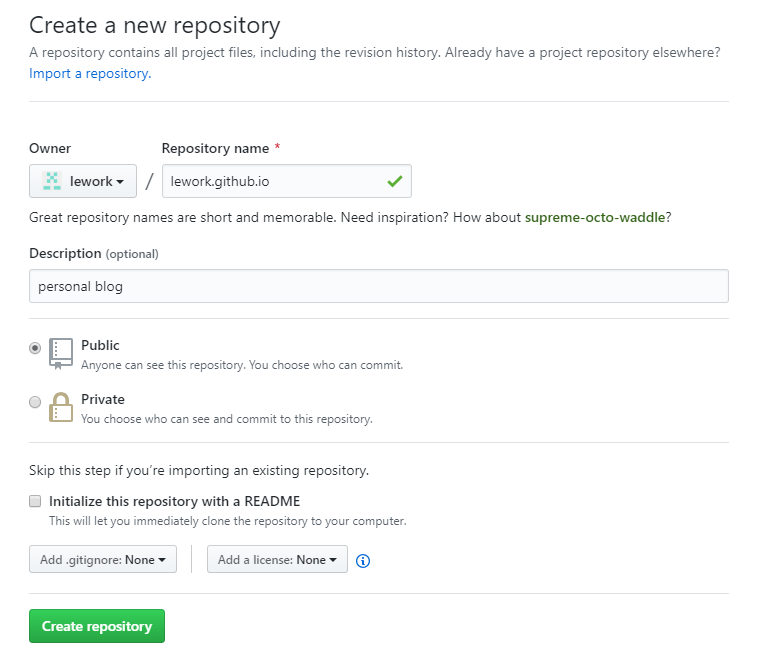 Create a new repository
A repository contains all project files, including the revision history. Already have a project repository elsewhere?
Import a repository.
Owner
Repository name *
lework
/
lework.github.io
Great repository names are short and memorable. Need inspiration? How about supreme-octo-waddle?
Description (optional)
personal blog
Public
Anyone can see this repository. You choose who can commit.
Private
You choose who can see and commit to this repository.
Skip this step if you’re importing an existing repository.
Initialize this repository with a README
This will let you immediately clone the repository to your computer.
Add .gitignore: None
Add a license: None
Create repository